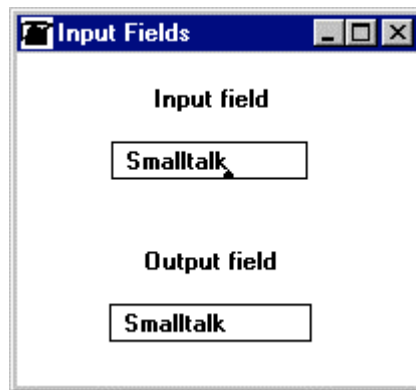 Input Fields
Input field
Smalltalk
Output field
Smalltalk